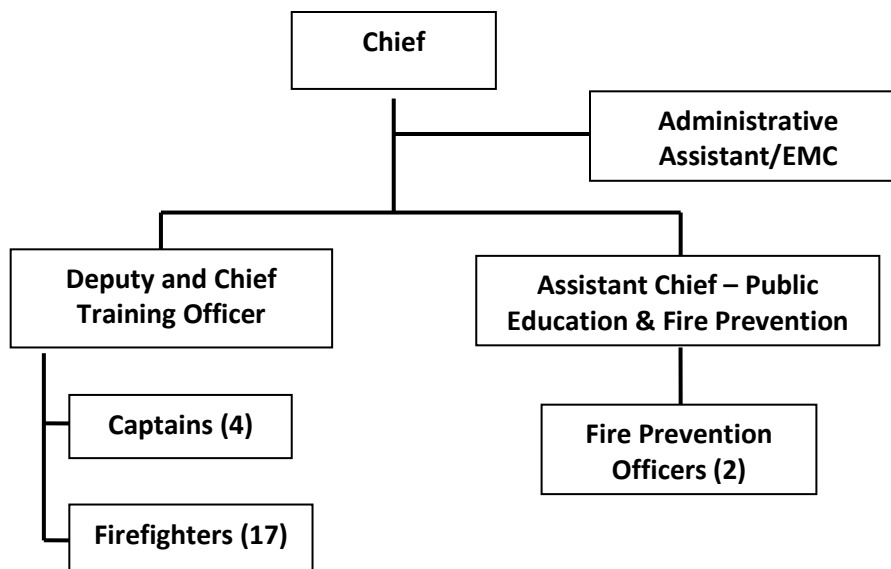 Chief
Administrative
Assistant/EMC
Deputy and Chief
Training Officer
Assistant Chief – Public
Education & Fire Prevention
Captains (4)
Fire Prevention
Officers (2)
Firefighters (17)